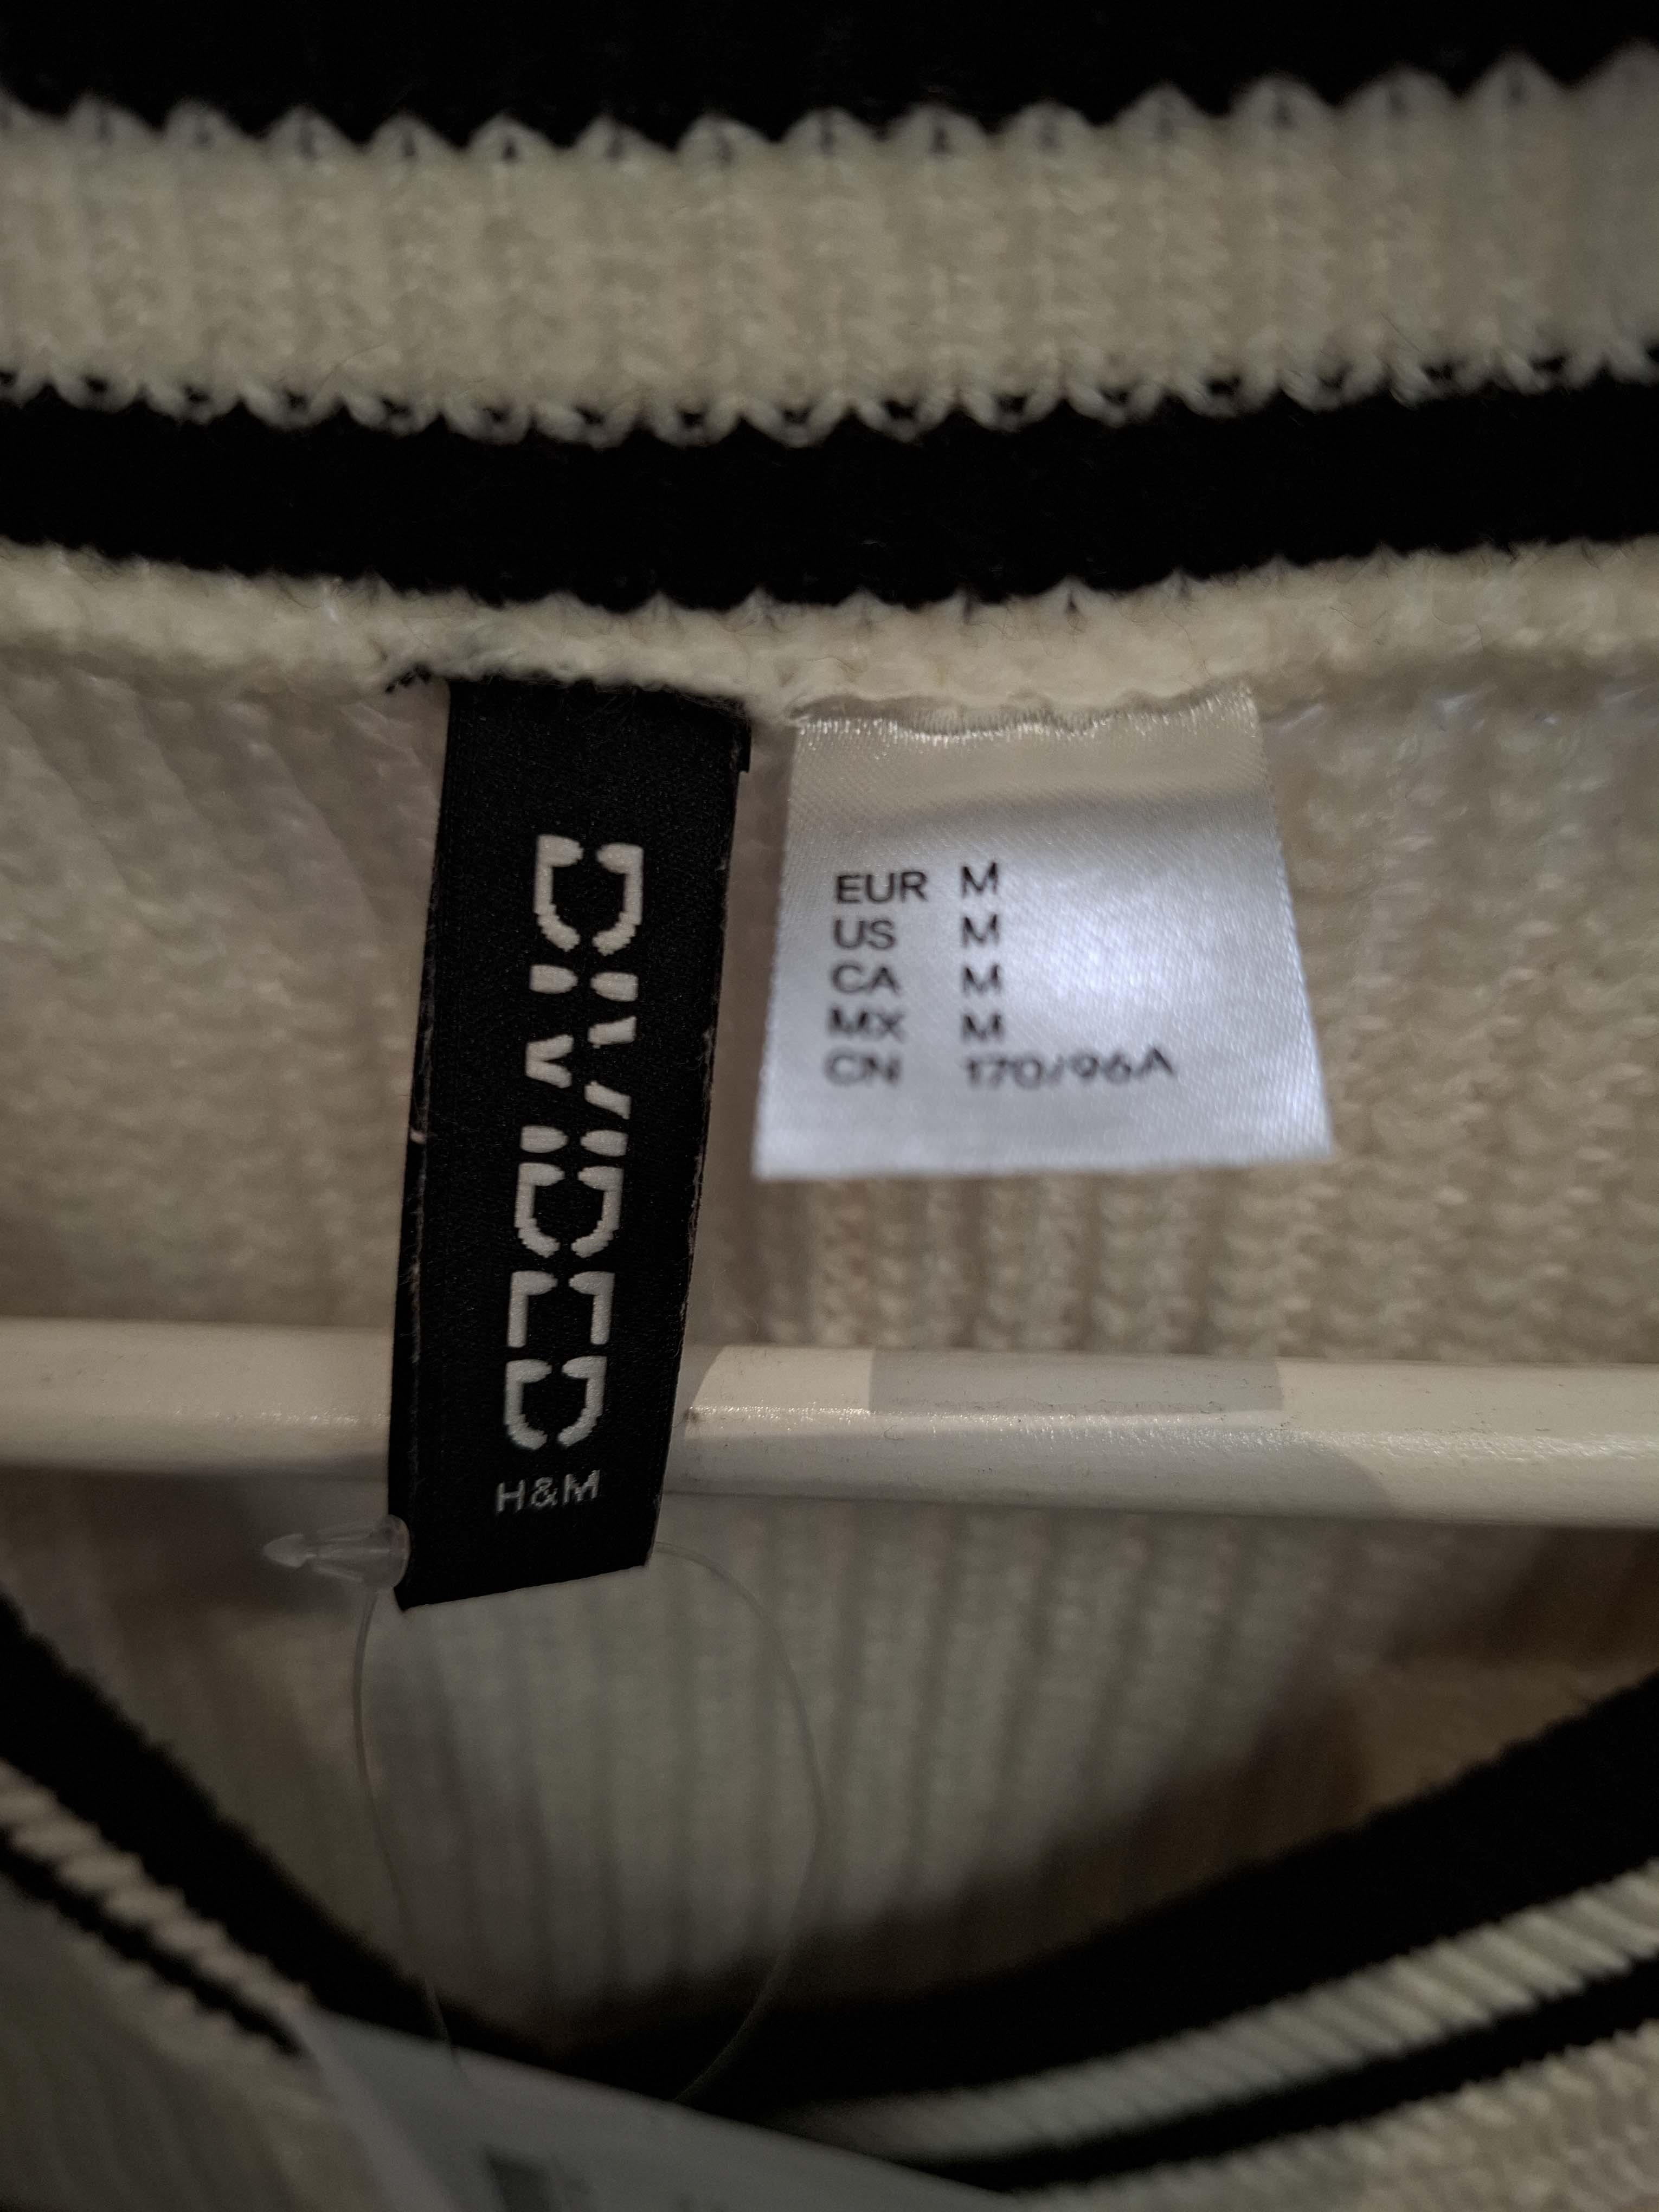 DIVIDED
H&M
EUR M
US M
CA M
MX M
CN 170/96A